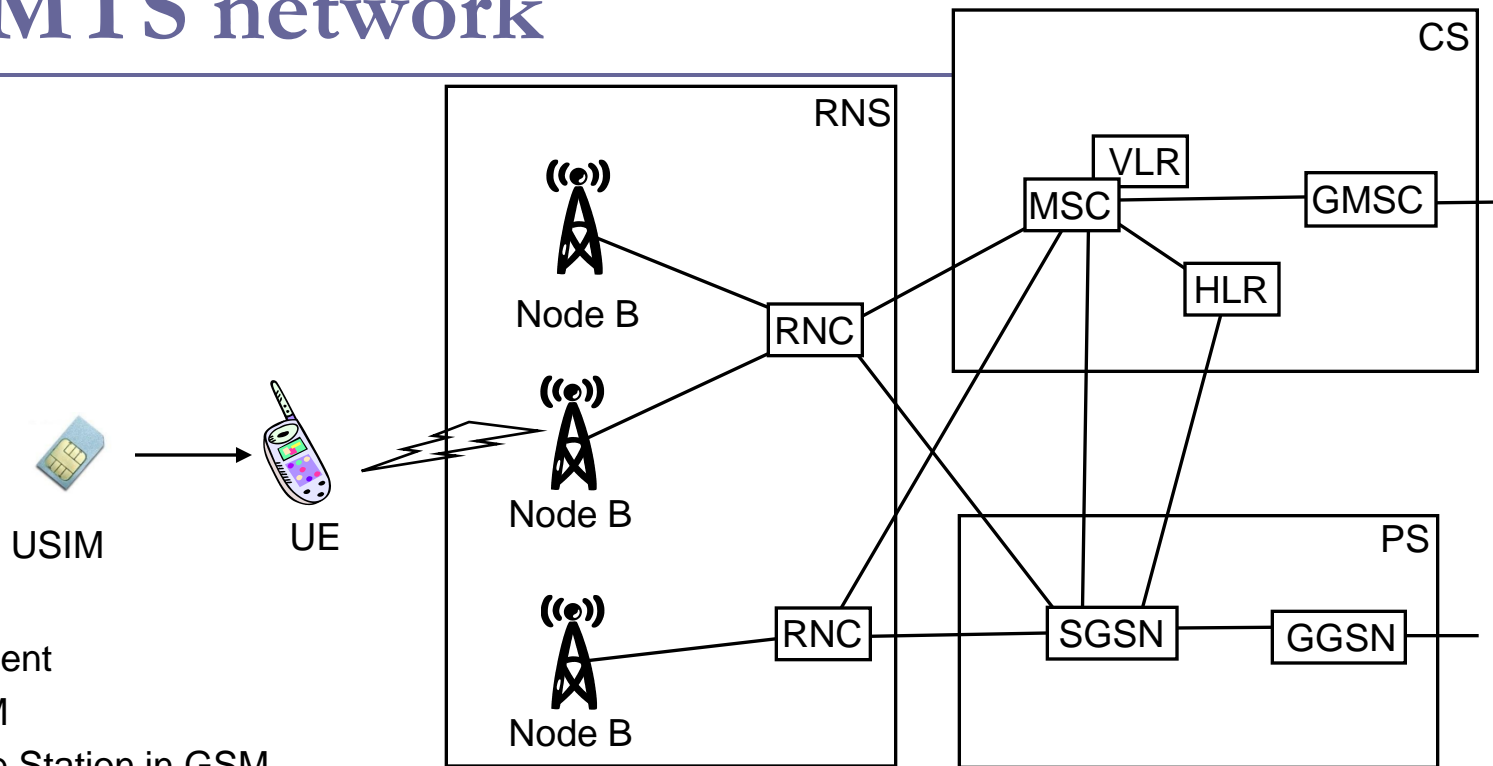 MTS network
CS
RNS
VLR
MSC
GMSC
HLR
Node B
RNC
Node B
USIM
UE
PS
RNC
SGSN
GGSN
Node B
ent
M
Station in GSM